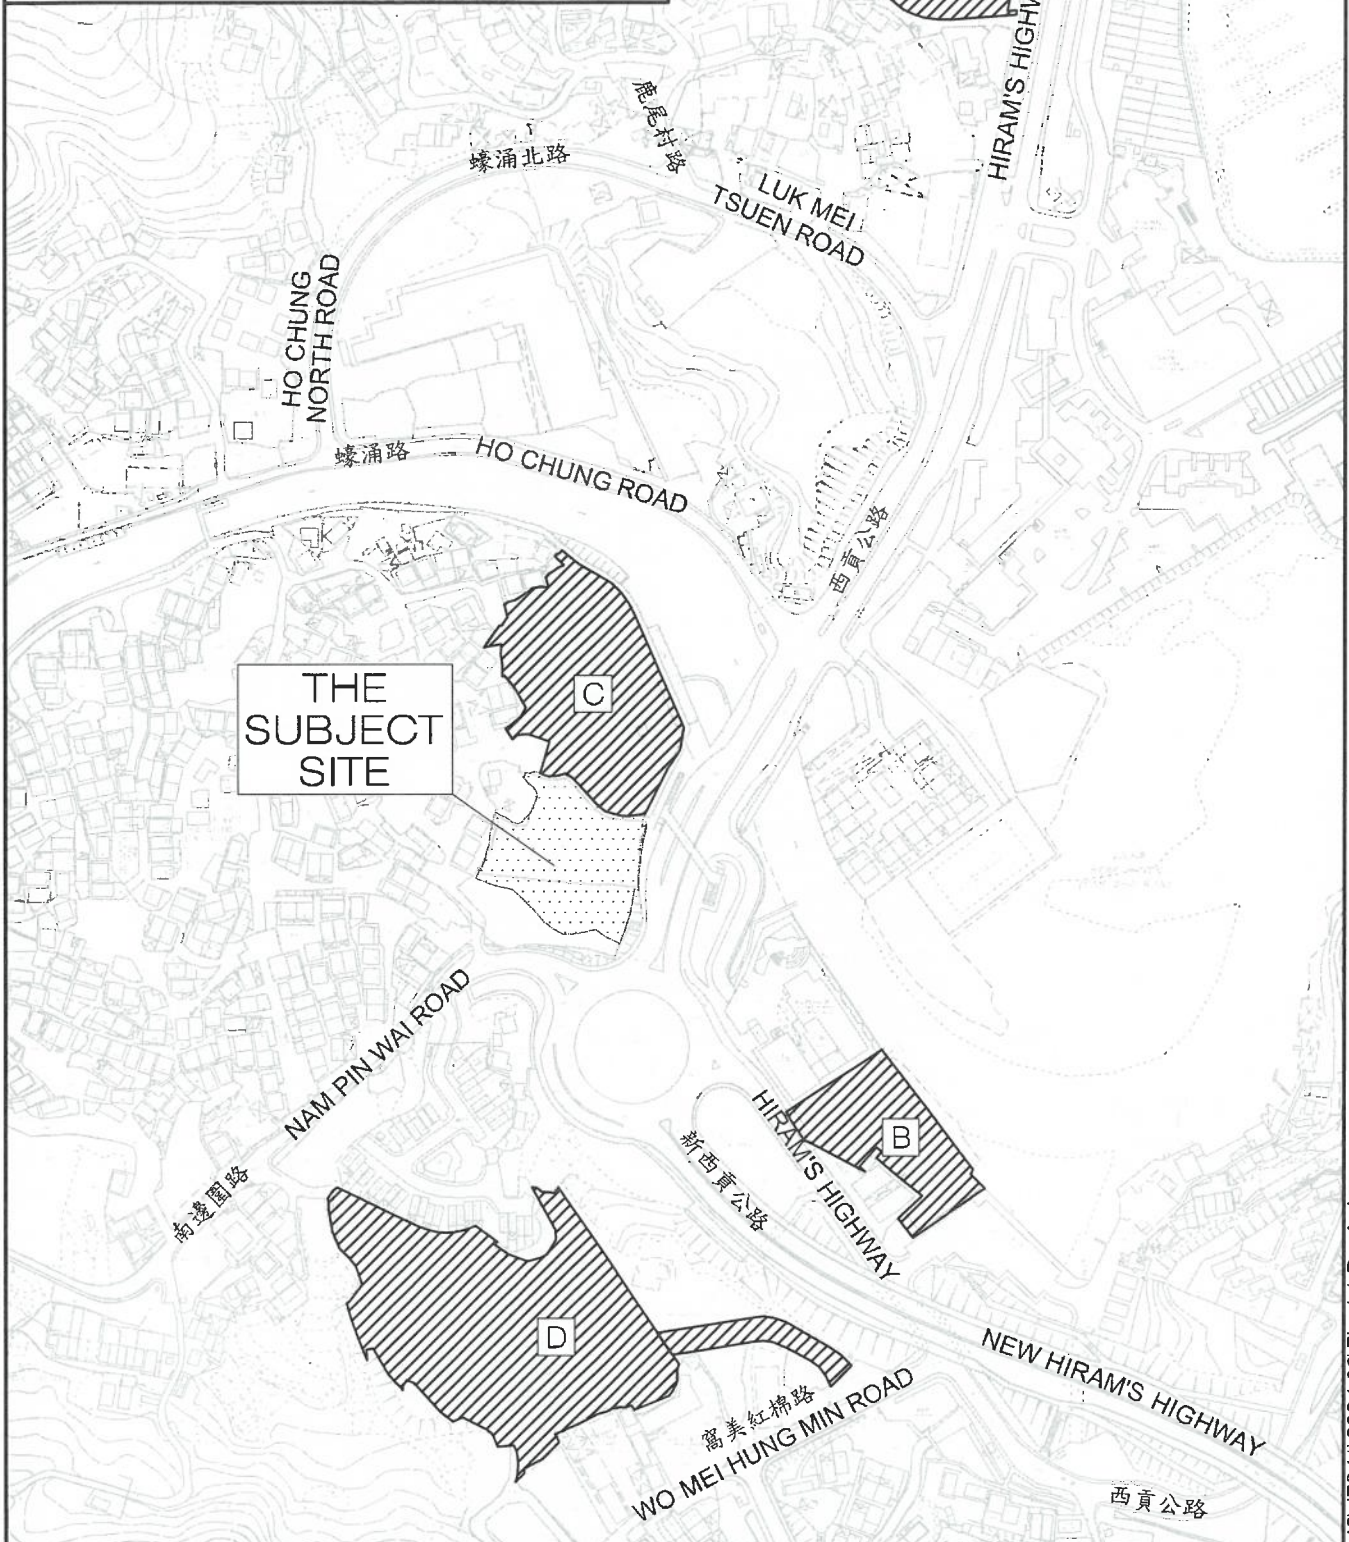 HIRAM'S HIGHW
鹿尾村路
蠔涌北路
LUK MEI
TSUEN ROAD
HO CHUNG
NORTH ROAD
蠔涌路
HO CHUNG ROAD
西貢公路
THE
SUBJECT
SITE
C
NAM PIN WAI ROAD
南邊圍路
HIRAM'S HIGHWAY
B
新西貢公路
D
NEW HIRAM'S HIGHWAY
窩美紅棉路
WO MEI HUNG MIN ROAD
西貢公路